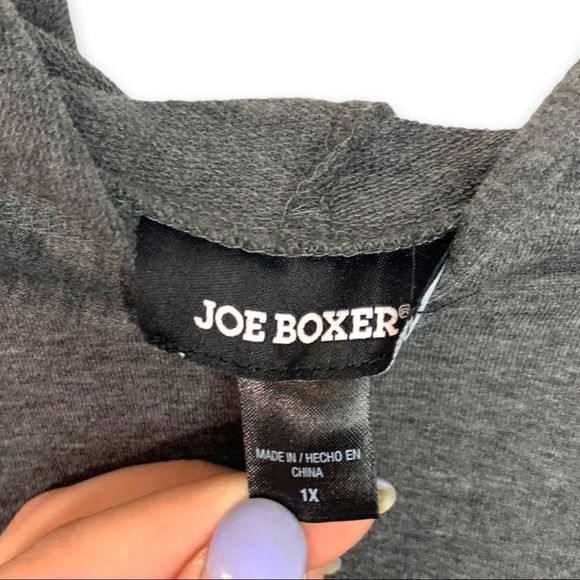 JOE BOXER®
MADE IN / HECHO EN
CHINA
1X